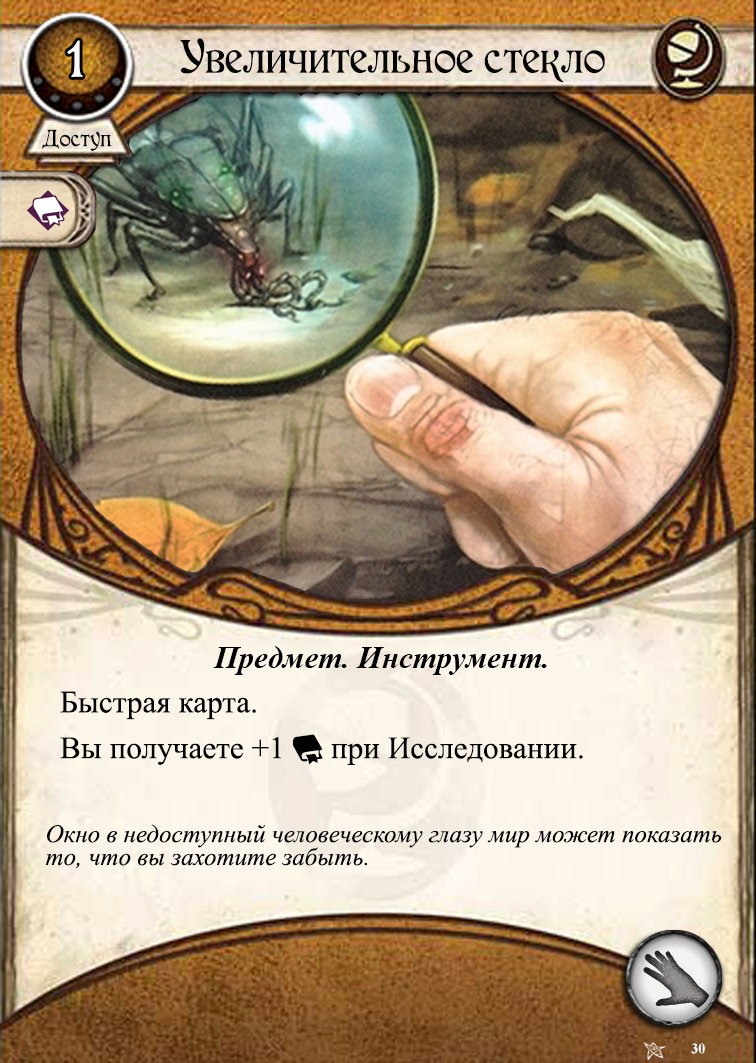 1
Увеличительное стекло
Доступ
Предмет. Инструмент.
Быстрая карта.
Вы получаете +1 при Исследовании.
Окно в недоступный человеческому глазу мир может показать
то, что вы захотите забыть.
30